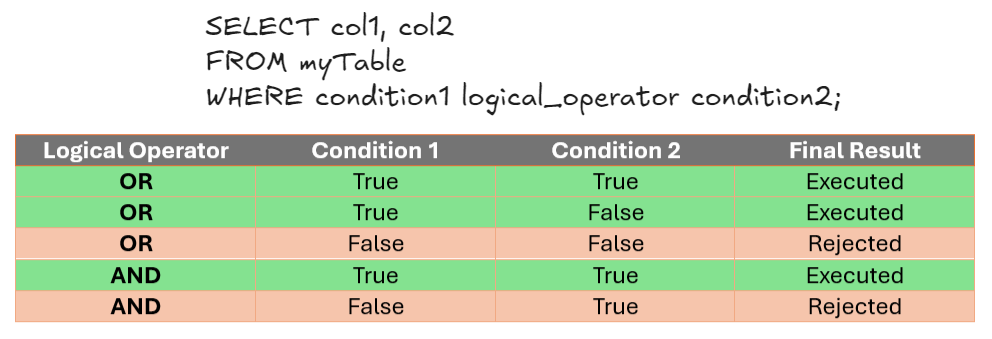 SELECT col1, col2
FROM myTable
WHERE condition1 logical_operator condition2;
Logical Operator Condition 1 Condition 2 Final Result
OR True True Executed
OR True False Executed
OR False False Rejected
AND True True Executed
AND False True Rejected